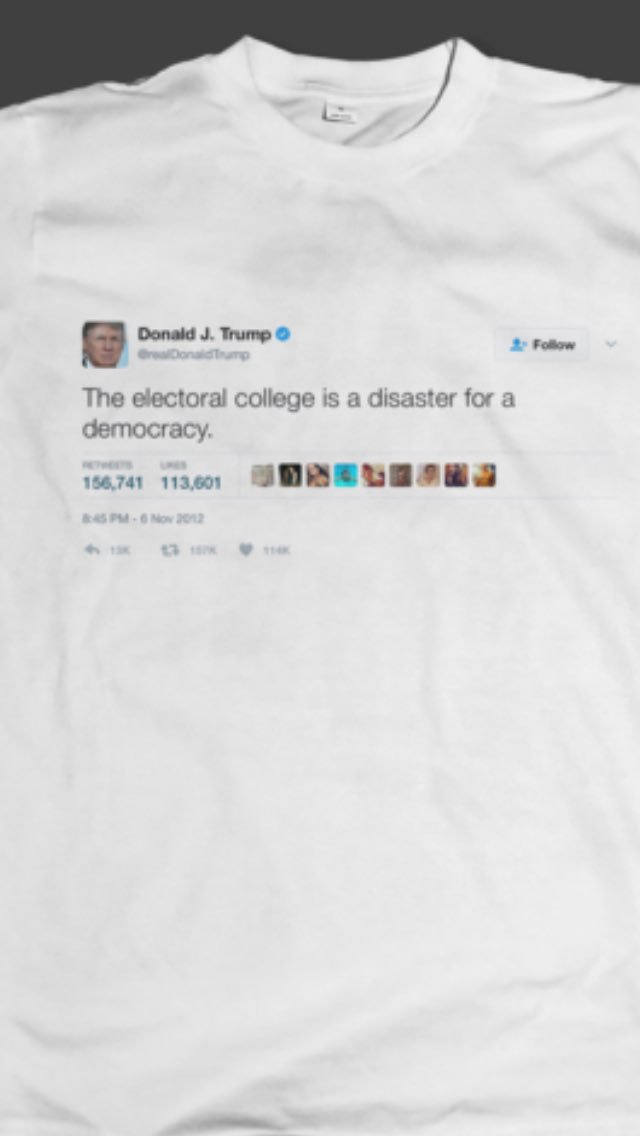 Donald J. Trump
@realDonaldTrump
Follow
The electoral college is a disaster for a
democracy.
RETWEETS LIKES
156,741 113,601
8:45 PM - 6 Nov 2012
13K 157K 114K